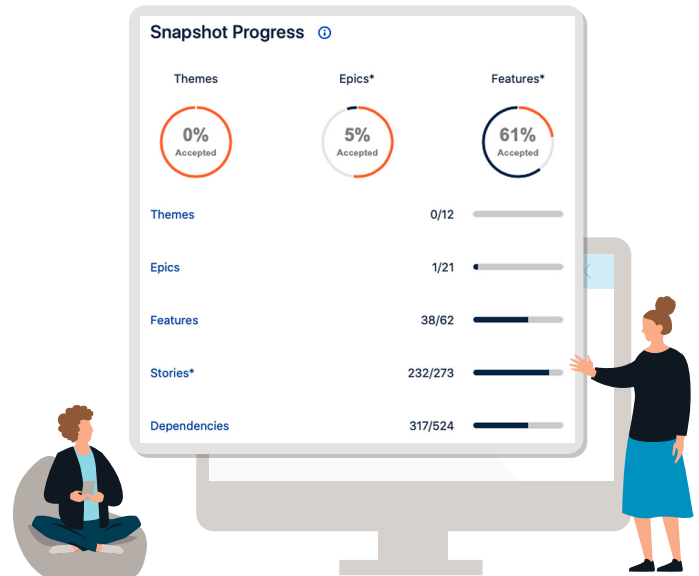 Snapshot Progress
Themes Epics* Features*
0% 5% 61%
Accepted Accepted Accepted
Themes 0/12
Epics 1/21
Features 38/62
Stories* 232/273
Dependencies 317/524